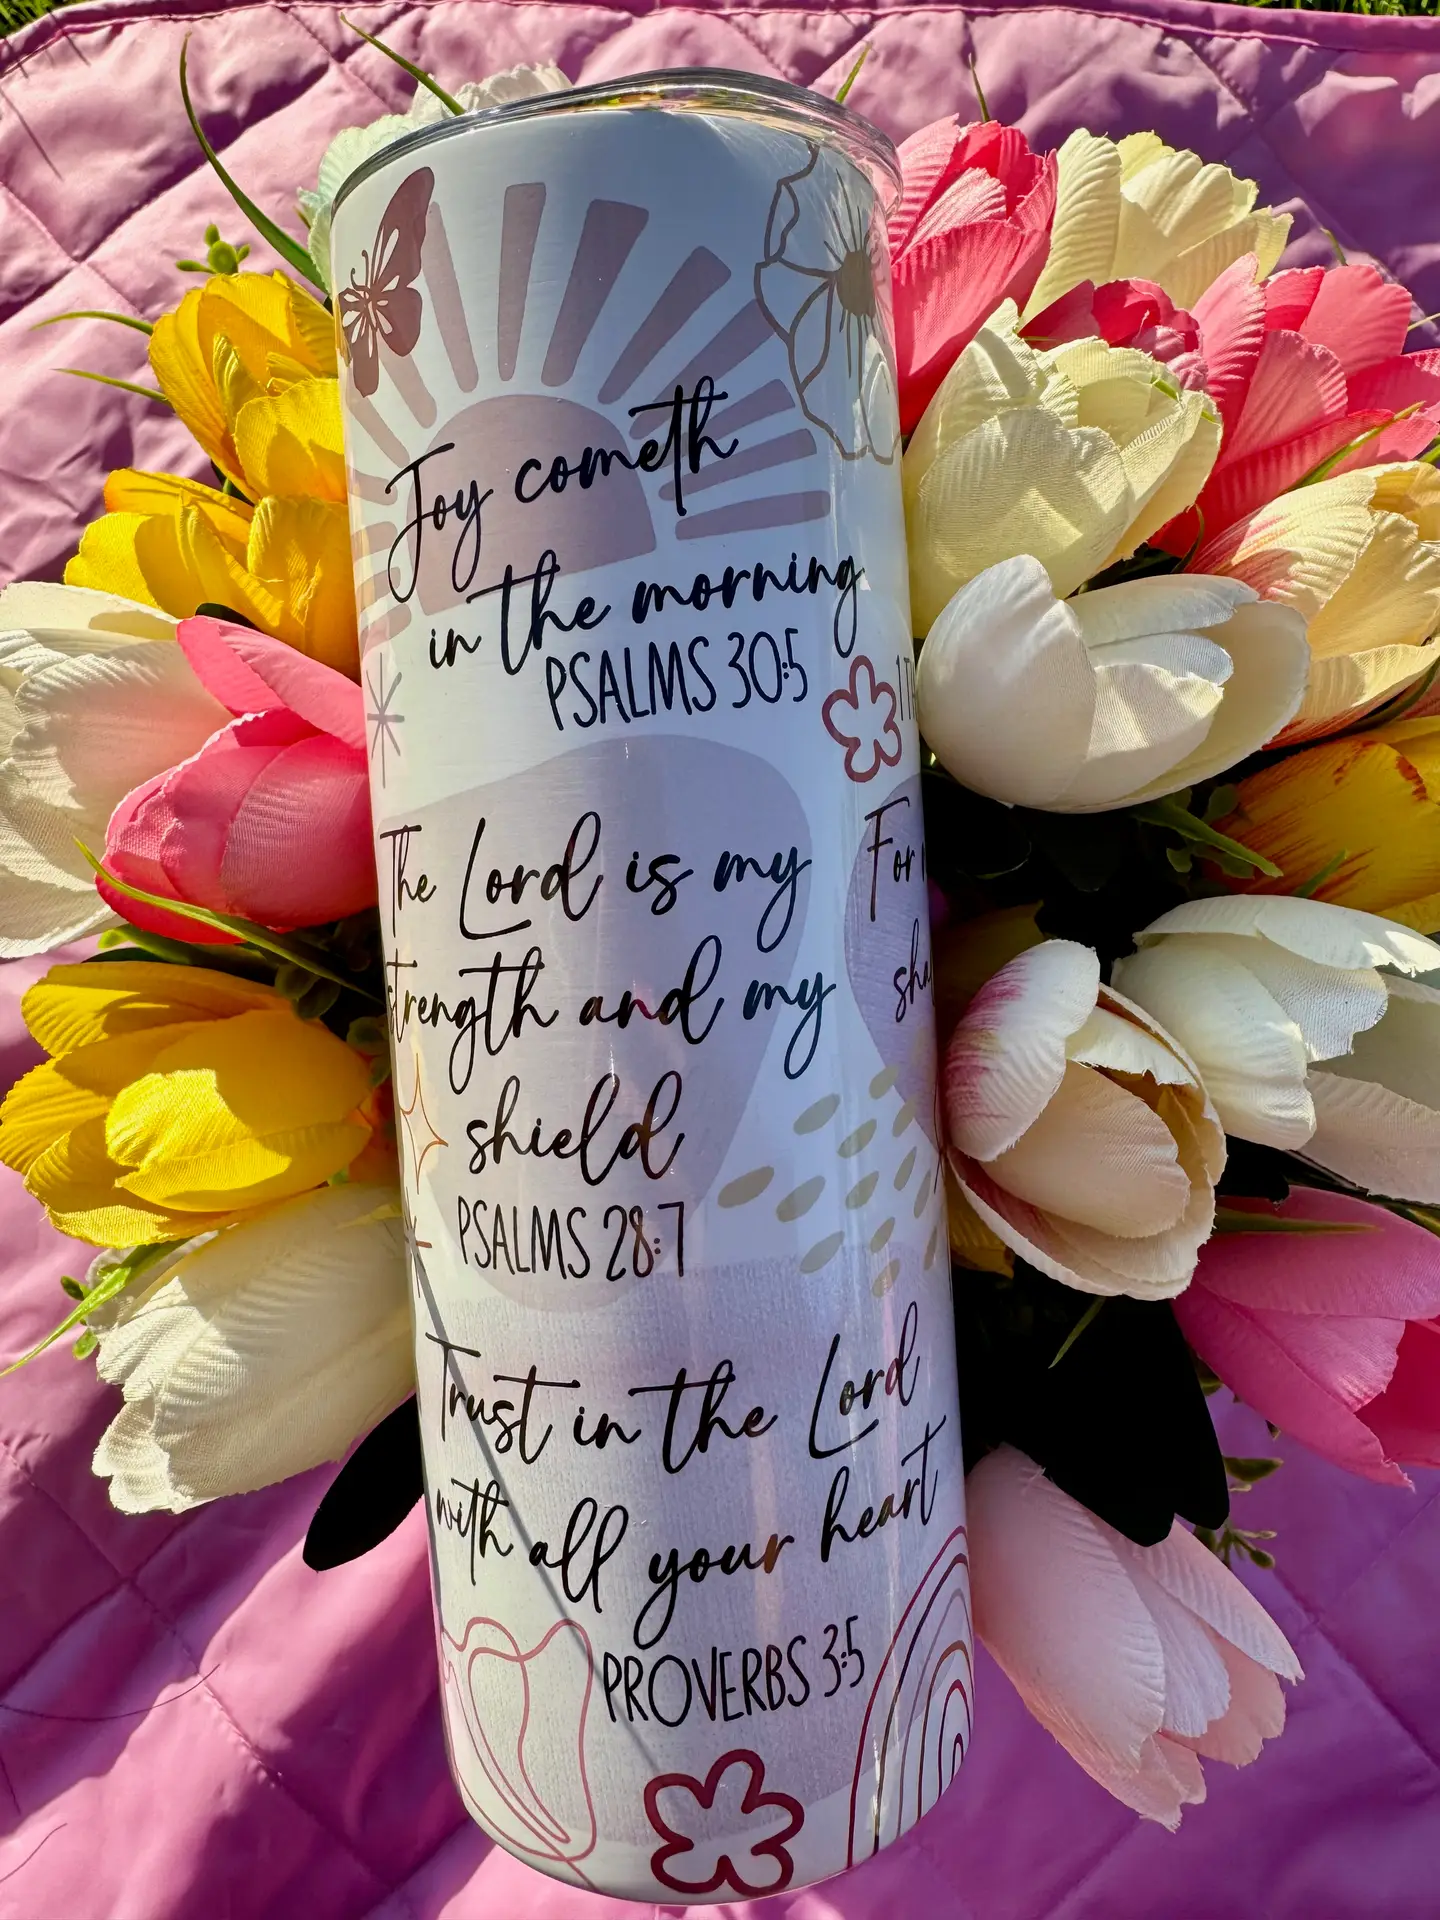 Joy cometh
in the morning
PSALMS 30:5
The Lord is my
strength and my
shield
PSALMS 28:7
Trust in the Lord
with all your heart
PROVERBS 3:5
For